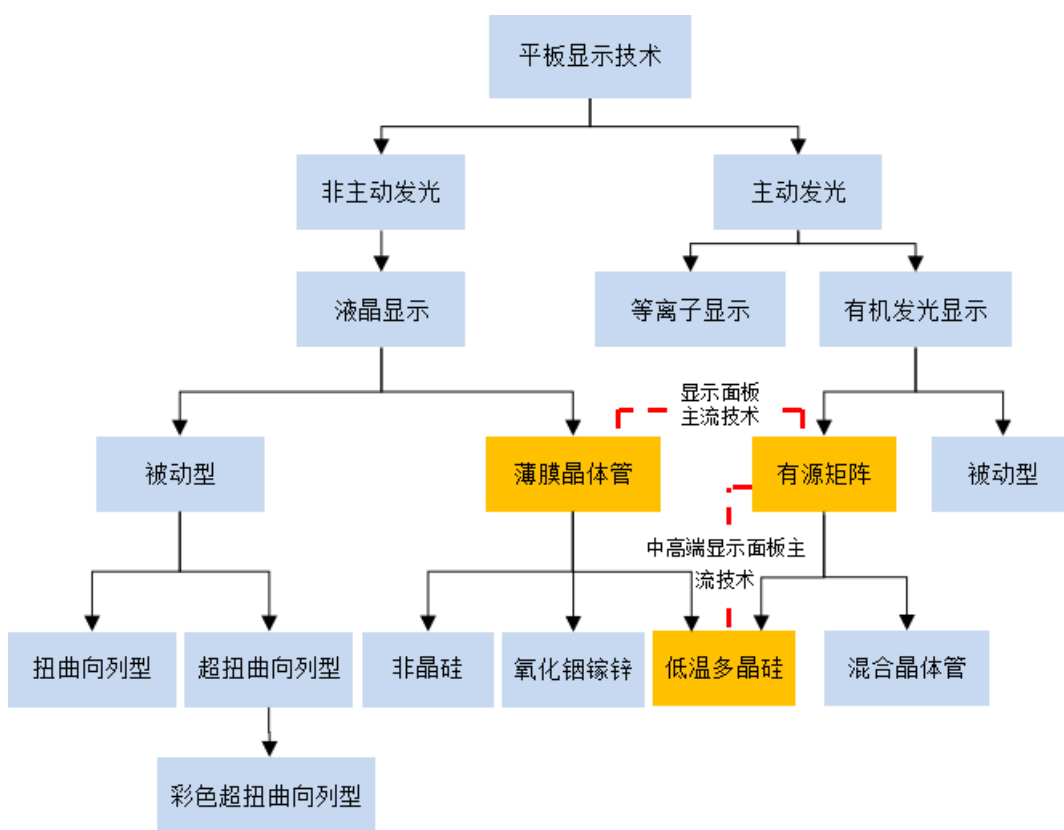 平板显示技术
非主动发光
主动发光
液晶显示
等离子显示
有机发光显示
显示面板
主流技术
被动型
薄膜晶体管
有源矩阵
被动型
中高端显示面板主
流技术
扭曲向列型
超扭曲向列型
非晶硅
氧化铟镓锌
低温多晶硅
混合晶体管
彩色超扭曲向列型